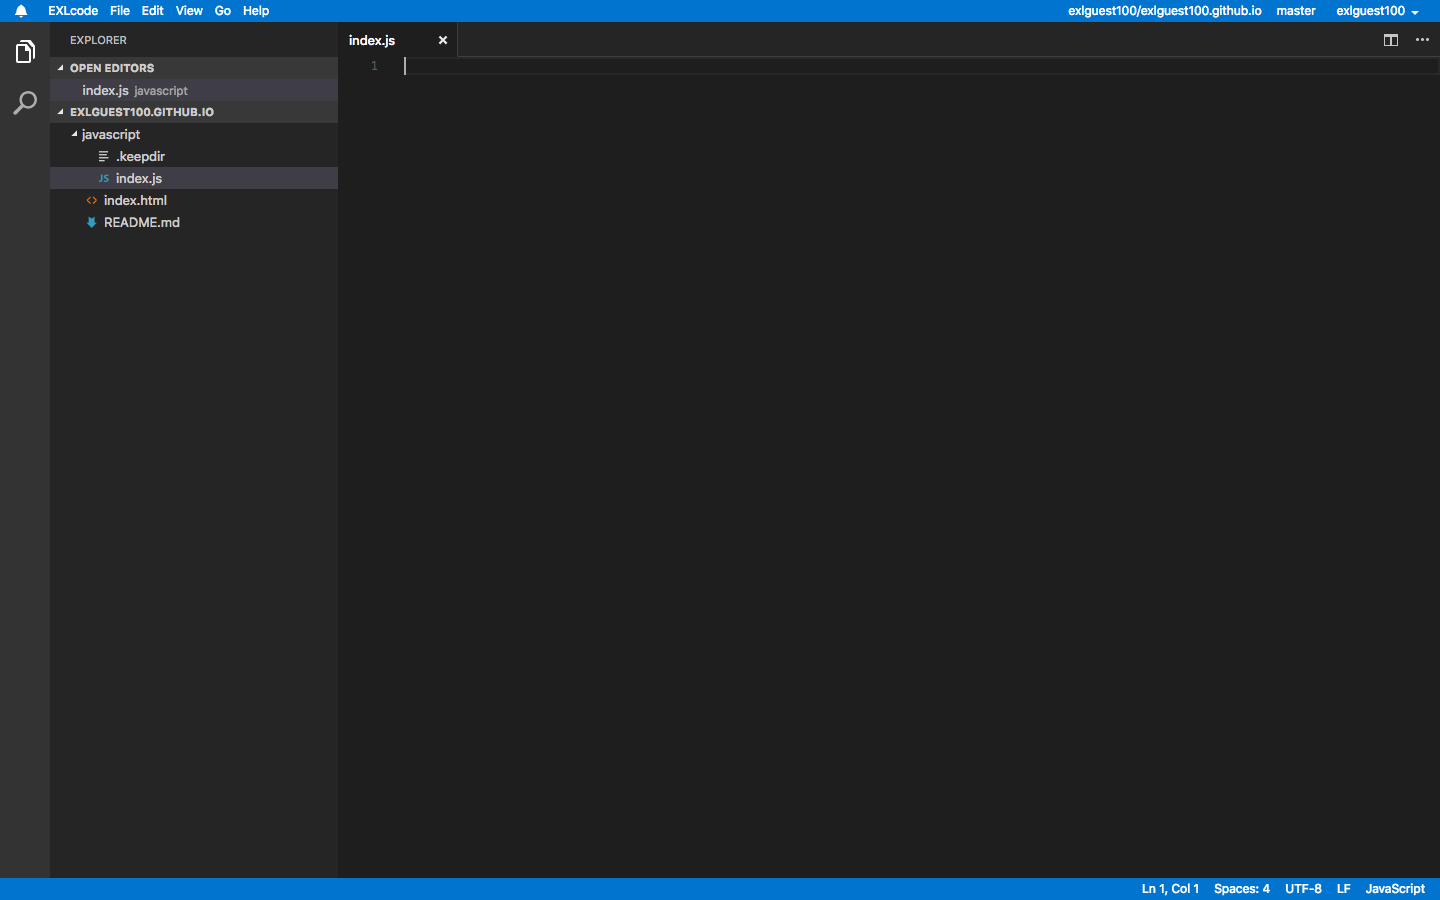 EXLcode File Edit View Go Help exlguest100/exlguest100.github.io master exlguest100
EXPLORER
index.js
OPEN EDITORS
index.js javascript
EXLGUEST100.GITHUB.IO
javascript
.keepdir
JS index.js
index.html
README.md
1
Ln 1, Col 1 Spaces: 4 UTF-8 LF JavaScript